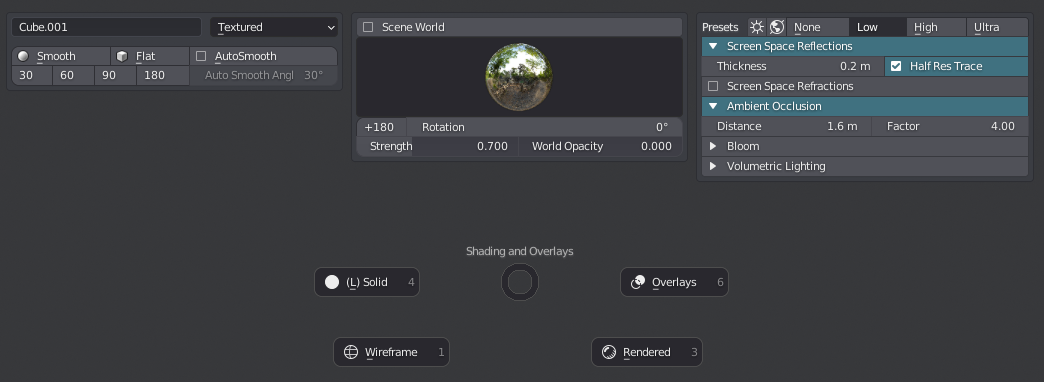 Cube.001
Textured
Smooth Flat AutoSmooth
30 60 90 180 Auto Smooth Angl 30°
Scene World
+180 Rotation 0°
Strength 0.700 World Opacity 0.000
Presets None Low High Ultra
Screen Space Reflections
Thickness 0.2 m Half Res Trace
Screen Space Refractions
Ambient Occlusion
Distance 1.6 m Factor 4.00
Bloom
Volumetric Lighting
Shading and Overlays
(L) Solid 4
Overlays 6
Wireframe 1
Rendered 3